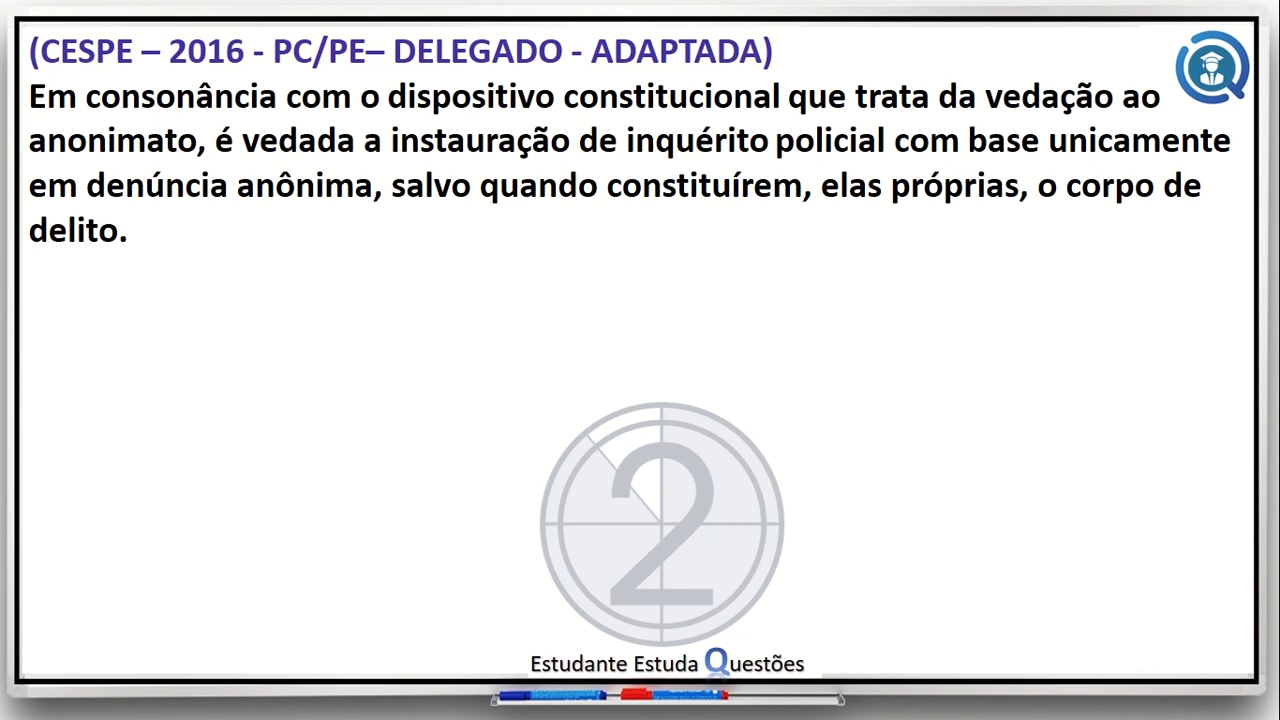 (CESPE – 2016 - PC/PE– DELEGADO - ADAPTADA)
Em consonância com o dispositivo constitucional que trata da vedação ao
anonimato, é vedada a instauração de inquérito policial com base unicamente
em denúncia anônima, salvo quando constituírem, elas próprias, o corpo de
delito.
2
Estudante Estuda Questões